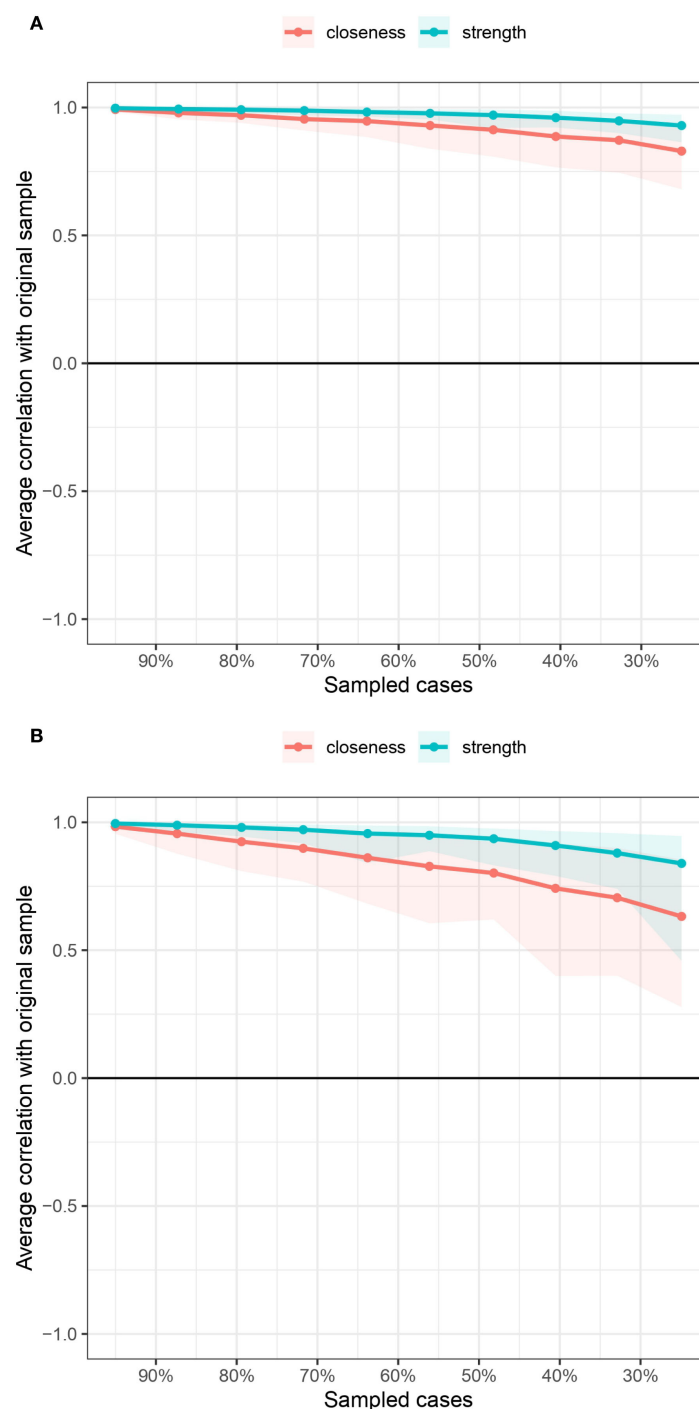 A
closeness strength
1.0
0.5
0.0
−0.5
−1.0
Average correlation with original sample
90% 80% 70% 60% 50% 40% 30%
Sampled cases
B
closeness strength
1.0
0.5
0.0
−0.5
−1.0
Average correlation with original sample
90% 80% 70% 60% 50% 40% 30%
Sampled cases